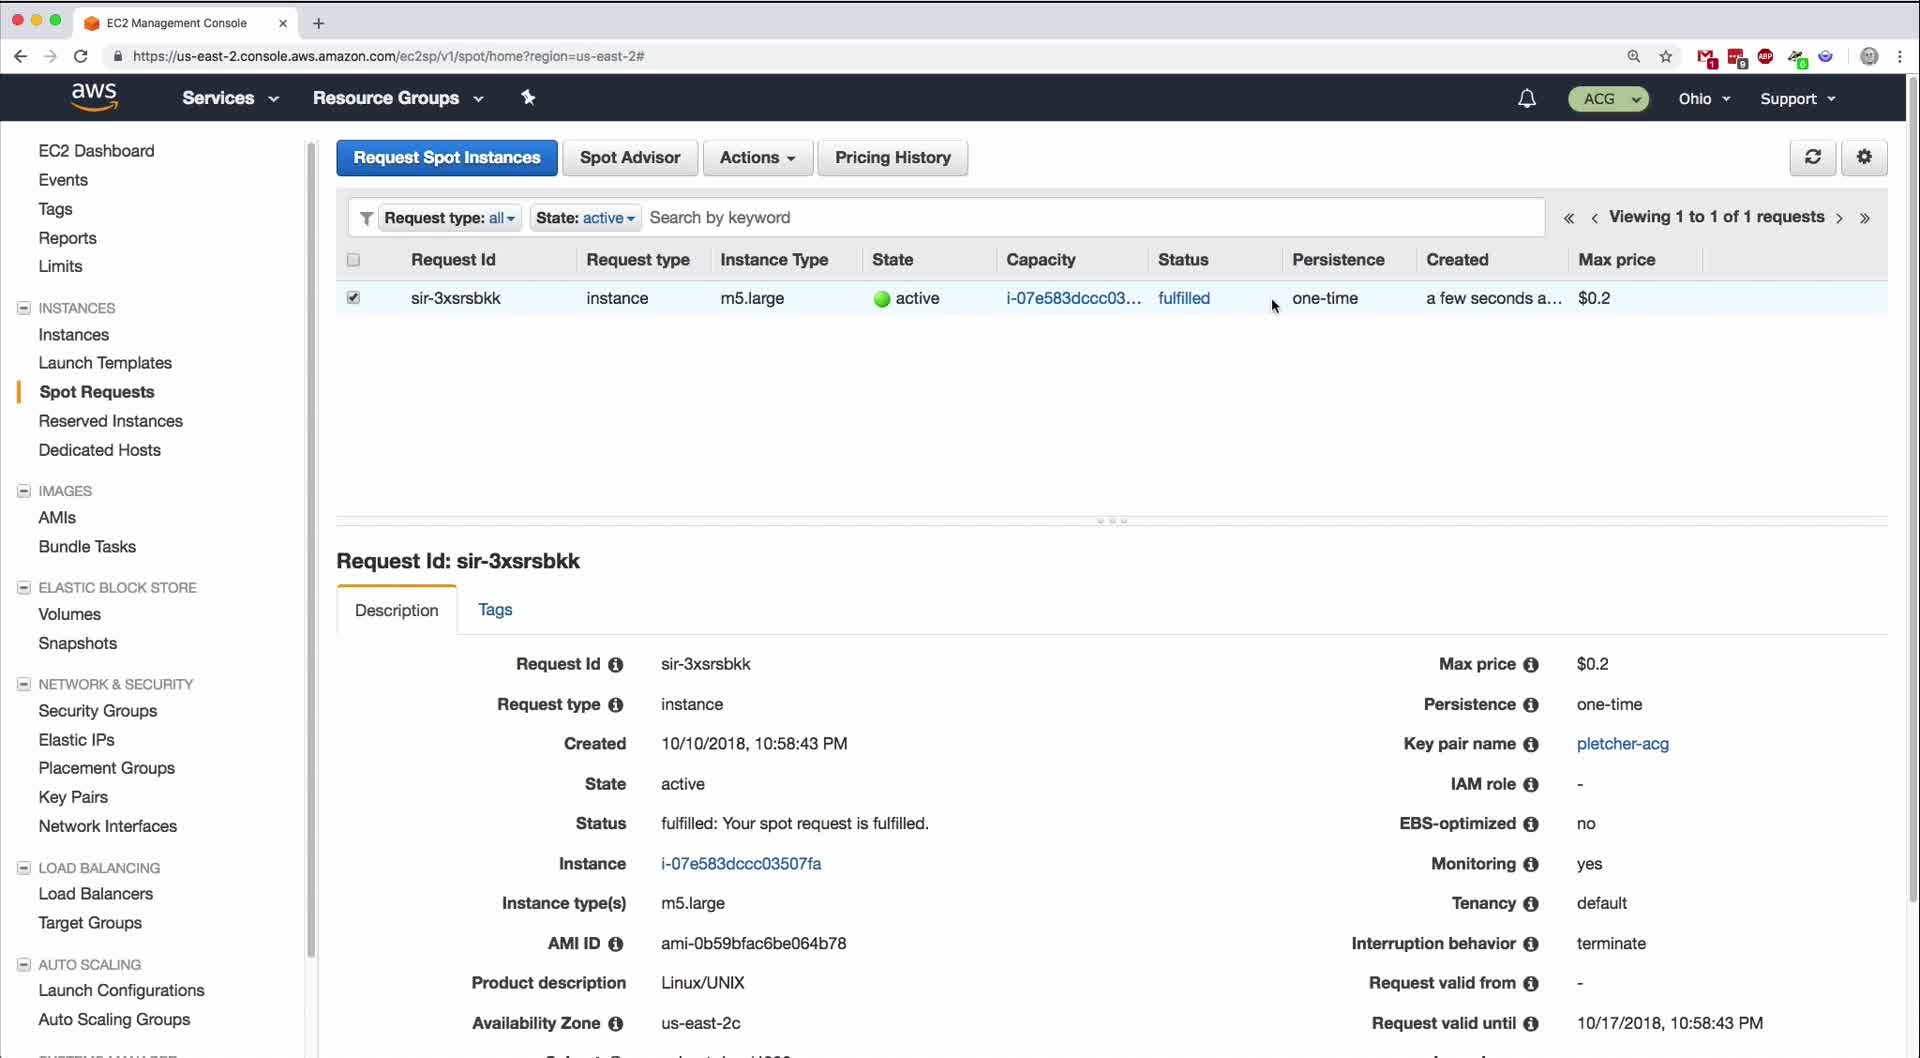 EC2 Management Console
https://us-east-2.console.aws.amazon.com/ec2sp/v1/spot/home?region=us-east-2#
1
9
ABP
0
aws
Services
Resource Groups
ACG
Ohio
Support
EC2 Dashboard
Events
Tags
Reports
Limits
INSTANCES
Instances
Launch Templates
Spot Requests
Reserved Instances
Dedicated Hosts
IMAGES
AMIs
Bundle Tasks
ELASTIC BLOCK STORE
Volumes
Snapshots
NETWORK & SECURITY
Security Groups
Elastic IPs
Placement Groups
Key Pairs
Network Interfaces
LOAD BALANCING
Load Balancers
Target Groups
AUTO SCALING
Launch Configurations
Auto Scaling Groups
Request Spot Instances Spot Advisor Actions Pricing History
Request type: all State: active Search by keyword Viewing 1 to 1 of 1 requests
Request Id Request type Instance Type State Capacity Status Persistence Created Max price
sir-3xsrsbkk instance m5.large active i-07e583dccc03... fulfilled one-time a few seconds a... $0.2
Request Id: sir-3xsrsbkk
Description Tags
Request Id sir-3xsrsbkk
Request type instance
Created 10/10/2018, 10:58:43 PM
State active
Status fulfilled: Your spot request is fulfilled.
Instance i-07e583dccc03507fa
Instance type(s) m5.large
AMI ID ami-0b59bfac6be064b78
Product description Linux/UNIX
Availability Zone us-east-2c
Max price $0.2
Persistence one-time
Key pair name pletcher-acg
IAM role -
EBS-optimized no
Monitoring yes
Tenancy default
Interruption behavior terminate
Request valid from -
Request valid until 10/17/2018, 10:58:43 PM